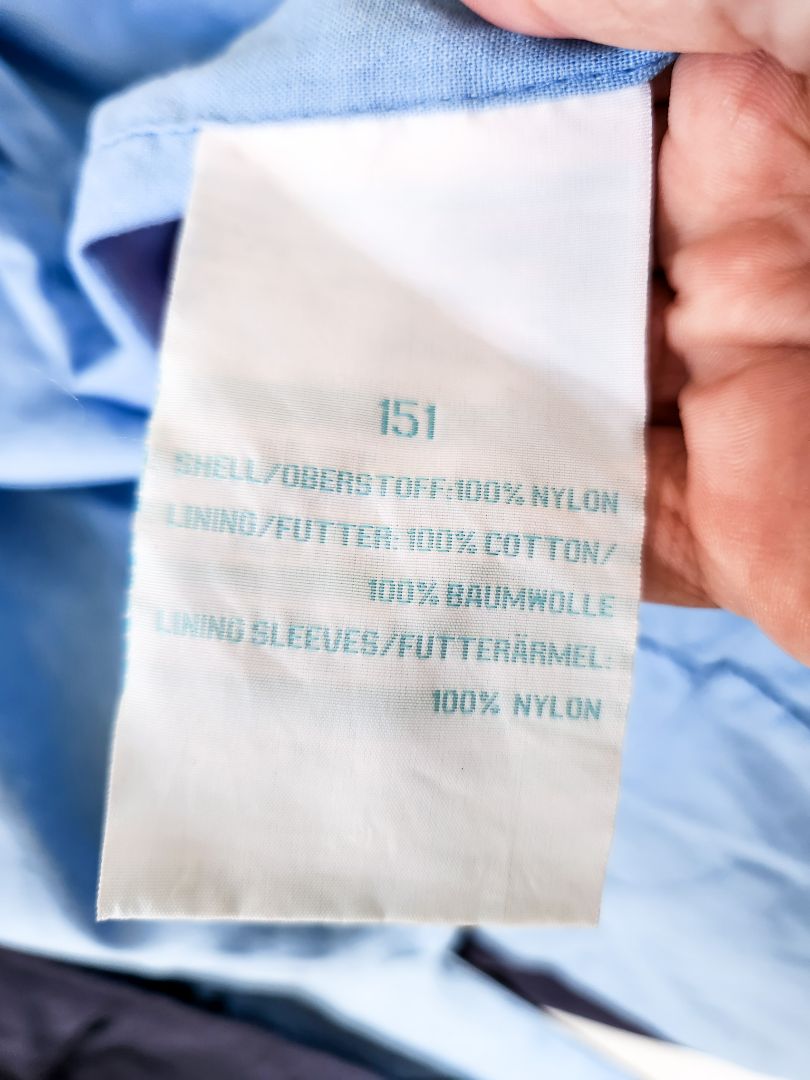 151
SHELL/OBERSTOFF:100% NYLON
LINING/FUTTER: 100% COTTON/
100% BAUMWOLLE
LINING SLEEVES/FUTTERÄRMEL:
100% NYLON